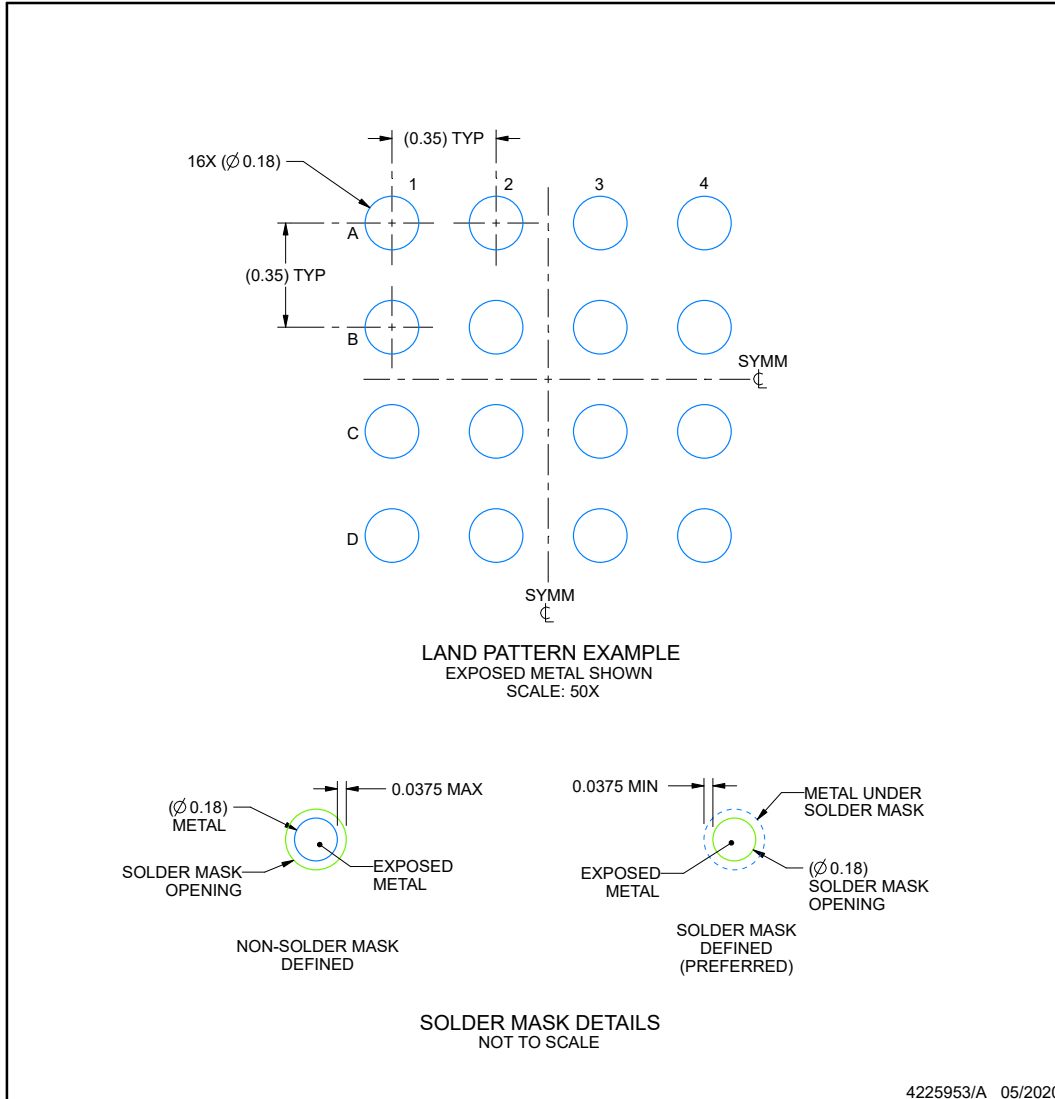 (0.35) TYP
16X (∅ 0.18)
1
2
3
4
A
(0.35) TYP
B
SYMM
℄
C
D
SYMM
℄
LAND PATTERN EXAMPLE
EXPOSED METAL SHOWN
SCALE: 50X
(∅ 0.18)
METAL
0.0375 MAX
SOLDER MASK
OPENING
EXPOSED
METAL
NON-SOLDER MASK
DEFINED
0.0375 MIN
METAL UNDER
SOLDER MASK
EXPOSED
METAL
(∅ 0.18)
SOLDER MASK
OPENING
SOLDER MASK
DEFINED
(PREFERRED)
SOLDER MASK DETAILS
NOT TO SCALE
4225953/A 05/2020